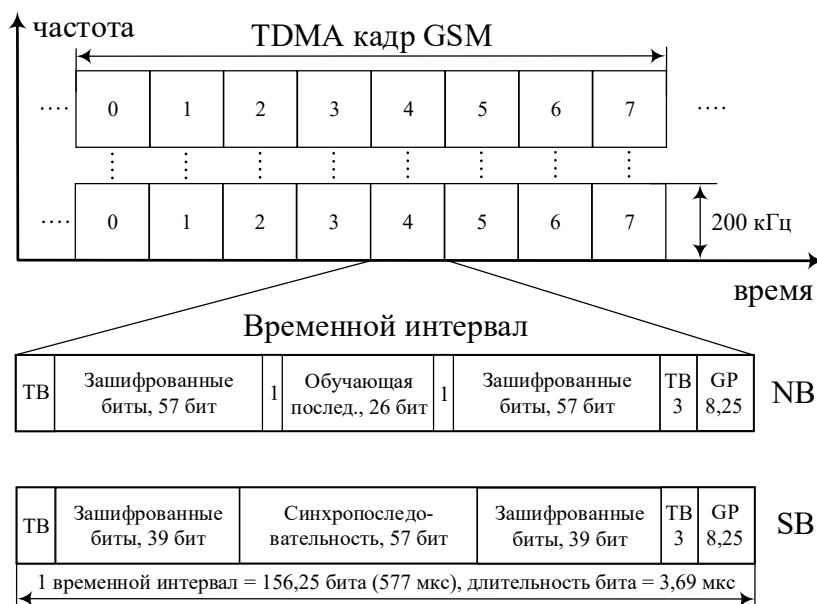 частота
TDMA кадр GSM
.... 0 1 2 3 4 5 6 7 ....
.... 0 1 2 3 4 5 6 7
200 кГц
время
Временной интервал
TB
Зашифрованные
биты, 57 бит
1
Обучающая
послед., 26 бит
1
Зашифрованные
биты, 57 бит
TB
3
GP
8,25
NB
TB
Зашифрованные
биты, 39 бит
Синхропоследо-
вательность, 57 бит
Зашифрованные
биты, 39 бит
TB
3
GP
8,25
SB
1 временной интервал = 156,25 бита (577 мкс), длительность бита = 3,69 мкс